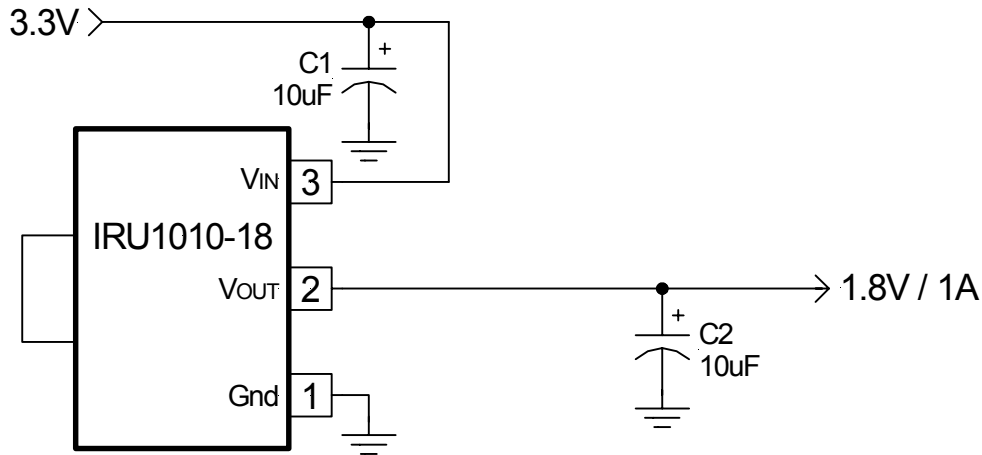 3.3V
+
C1
10uF
VIN
3
IRU1010-18
VOUT
2
1.8V / 1A
+
C2
10uF
Gnd
1